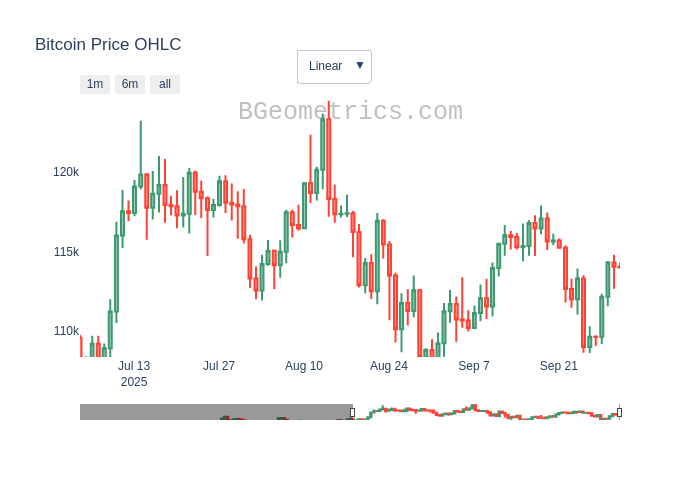 Bitcoin Price OHLC
Linear ▼
1m 6m all
BGeometrics.com
120k
115k
110k
Jul 13 Jul 27 Aug 10 Aug 24 Sep 7 Sep 21
2025